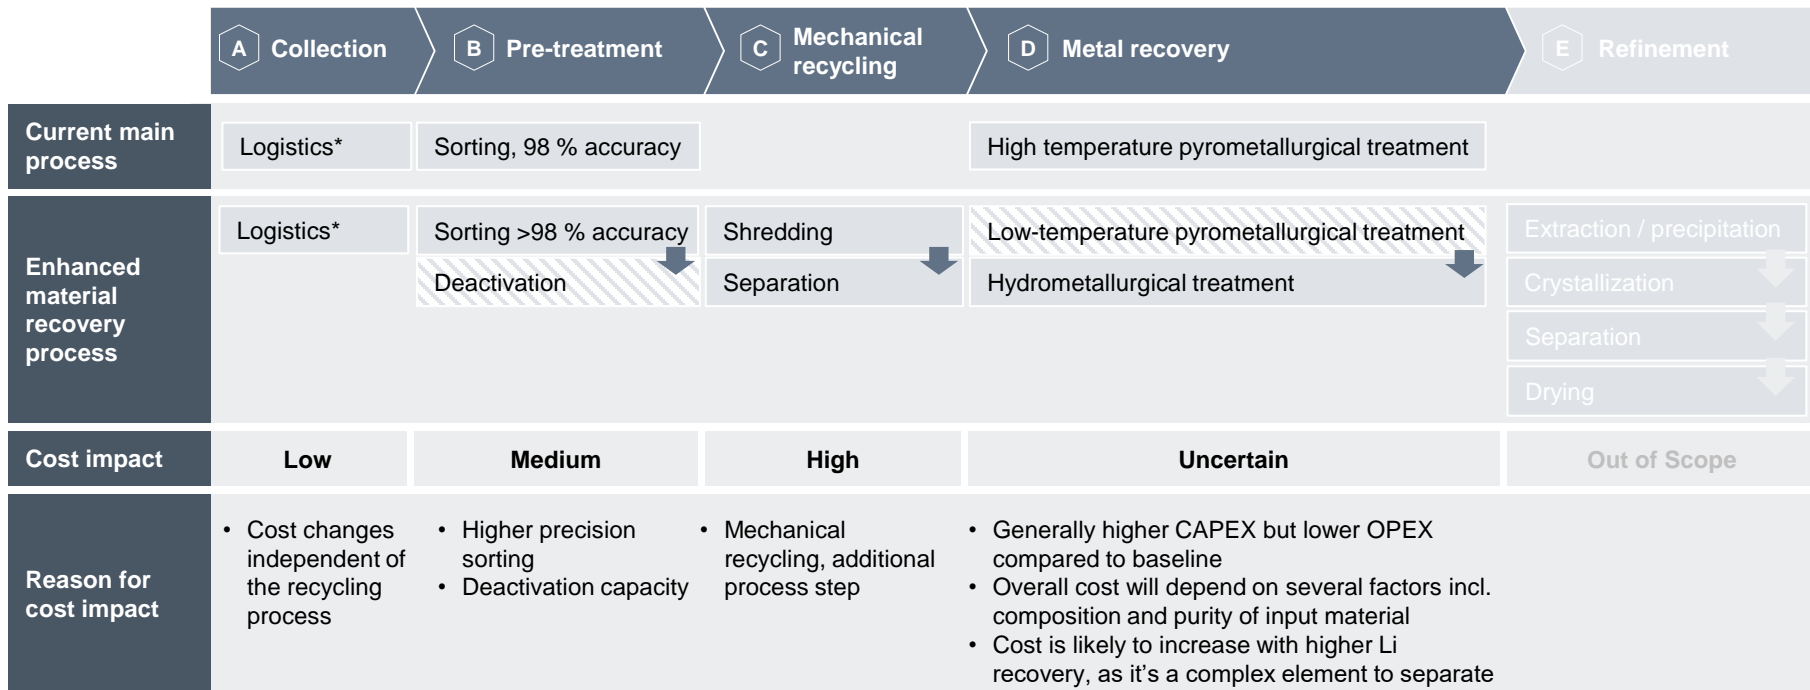 A Collection
B Pre-treatment
C Mechanical
recycling
D Metal recovery
E Refinement
Current main
process
Logistics*
Sorting, 98 % accuracy
High temperature pyrometallurgical treatment
Enhanced
material
recovery
process
Logistics*
Sorting >98 % accuracy
Deactivation
Shredding
Separation
Low-temperature pyrometallurgical treatment
Hydrometallurgical treatment
Extraction / precipitation
Crystallization
Separation
Drying
Cost impact
Low
Medium
High
Uncertain
Out of Scope
Reason for
cost impact
• Cost changes
independent of
the recycling
process
• Higher precision
sorting
• Deactivation capacity
• Mechanical
recycling, additional
process step
• Generally higher CAPEX but lower OPEX
compared to baseline
• Overall cost will depend on several factors incl.
composition and purity of input material
• Cost is likely to increase with higher Li
recovery, as it’s a complex element to separate